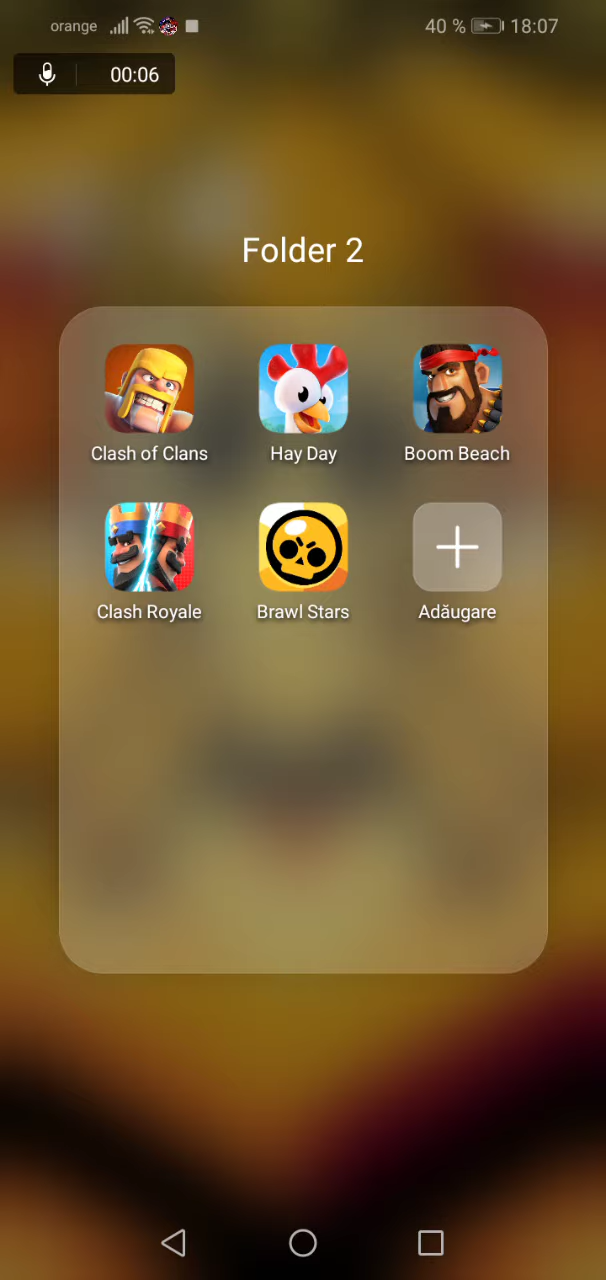 orange 40 % 18:07
00:06
Folder 2
Clash of Clans Hay Day Boom Beach
Clash Royale Brawl Stars Adăugare